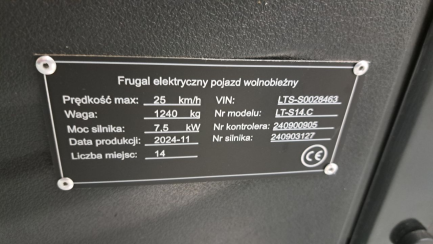 Frugal elektryczny pojazd wolnobieżny
Prędkość max: 25 km/h VIN: LTS-S0028463
Waga: 1240 kg Nr modelu: LT-S14.C
Moc silnika: 7.5 kW Nr kontrolera: 240900905
Data produkcji: 2024-11 Nr silnika: 240903127
Liczba miejsc: 14 CE